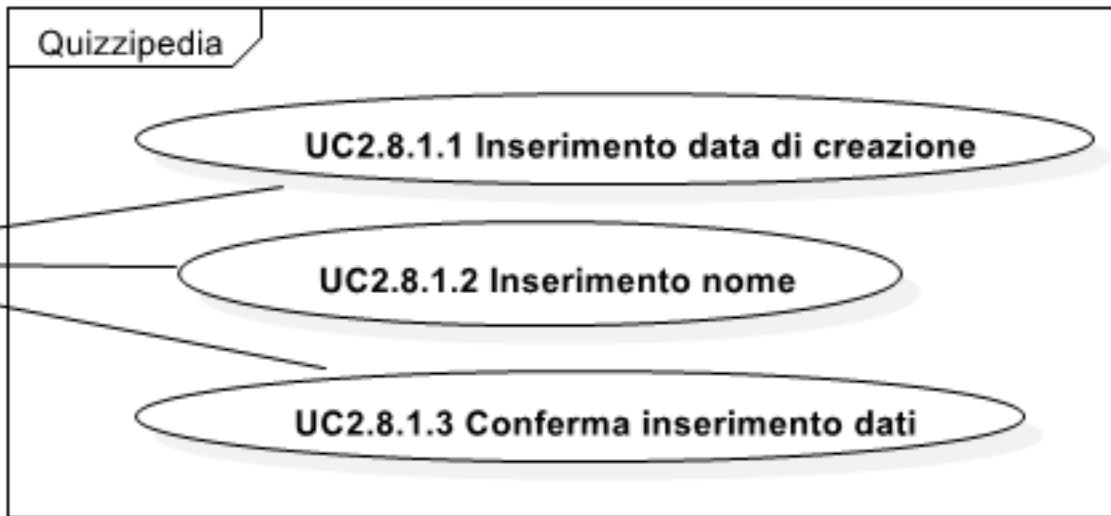 Quizzipedia
UC2.8.1.1 Inserimento data di creazione
UC2.8.1.2 Inserimento nome
UC2.8.1.3 Conferma inserimento dati